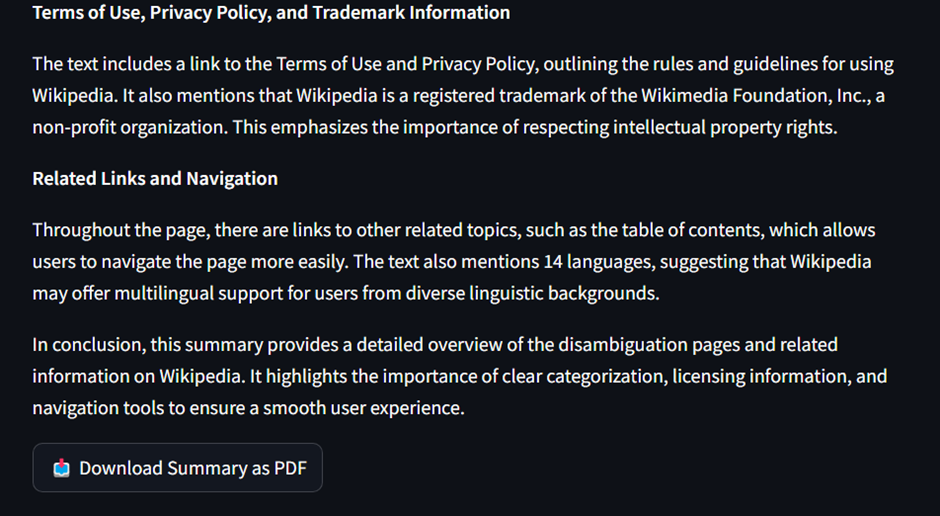 Terms of Use, Privacy Policy, and Trademark Information
The text includes a link to the Terms of Use and Privacy Policy, outlining the rules and guidelines for using
Wikipedia. It also mentions that Wikipedia is a registered trademark of the Wikimedia Foundation, Inc., a
non-profit organization. This emphasizes the importance of respecting intellectual property rights.
Related Links and Navigation
Throughout the page, there are links to other related topics, such as the table of contents, which allows
users to navigate the page more easily. The text also mentions 14 languages, suggesting that Wikipedia
may offer multilingual support for users from diverse linguistic backgrounds.
In conclusion, this summary provides a detailed overview of the disambiguation pages and related
information on Wikipedia. It highlights the importance of clear categorization, licensing information, and
navigation tools to ensure a smooth user experience.
Download Summary as PDF